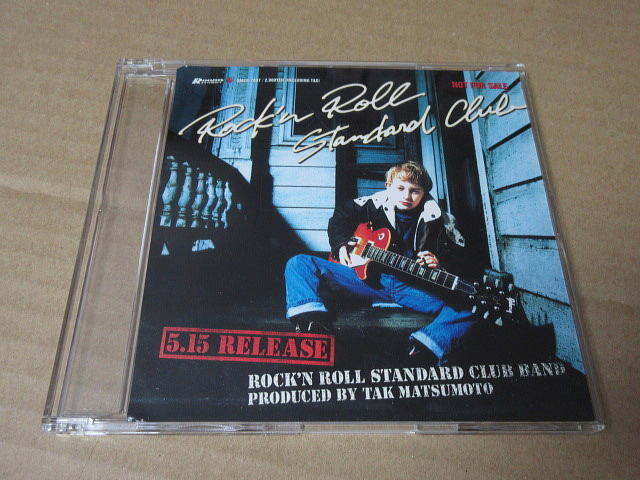 NOT FOR SALE
Rock'n Roll
Standard Club
5.15 RELEASE
ROCK'N ROLL STANDARD CLUB BAND
PRODUCED BY TAK MATSUMOTO